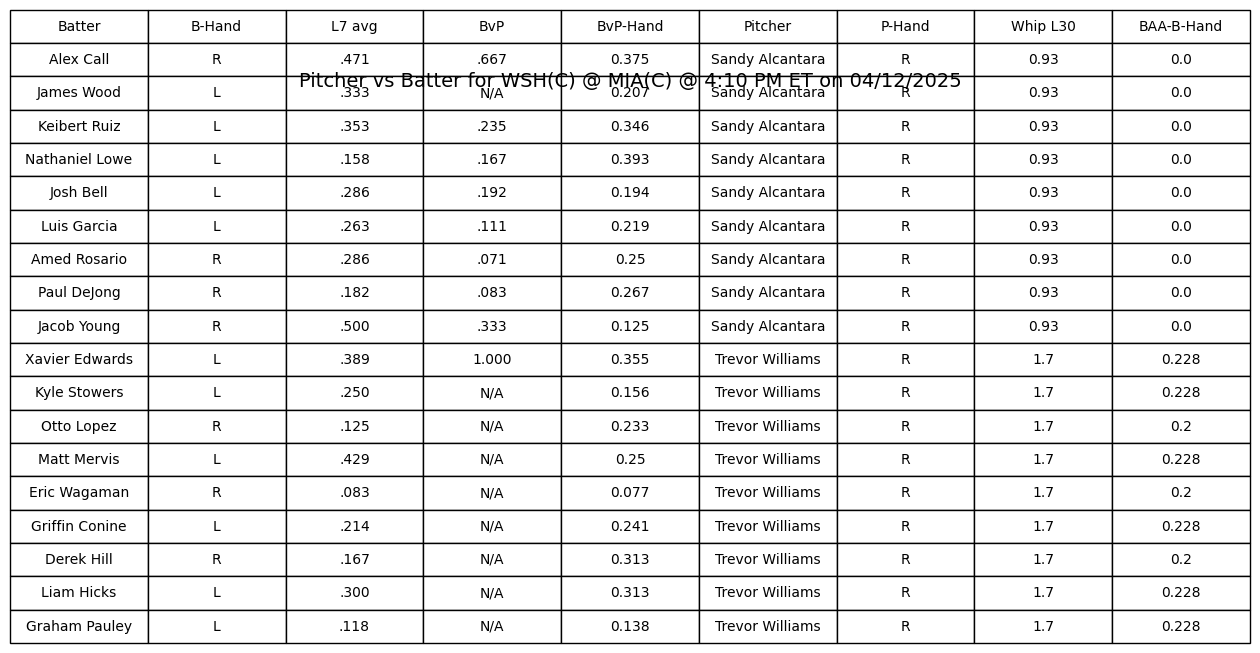 Batter B-Hand L7 avg BvP BvP-Hand Pitcher P-Hand Whip L30 BAA-B-Hand
Alex Call R .471 .667 0.375 Sandy Alcantara R 0.93 0.0
Pitcher vs Batter for WSH(C) @ MIA(C) @ 4:10 PM ET on 04/12/2025
James Wood L .333 N/A 0.207 Sandy Alcantara R 0.93 0.0
Keibert Ruiz L .353 .235 0.346 Sandy Alcantara R 0.93 0.0
Nathaniel Lowe L .158 .167 0.393 Sandy Alcantara R 0.93 0.0
Josh Bell L .286 .192 0.194 Sandy Alcantara R 0.93 0.0
Luis Garcia L .263 .111 0.219 Sandy Alcantara R 0.93 0.0
Amed Rosario R .286 .071 0.25 Sandy Alcantara R 0.93 0.0
Paul DeJong R .182 .083 0.267 Sandy Alcantara R 0.93 0.0
Jacob Young R .500 .333 0.125 Sandy Alcantara R 0.93 0.0
Xavier Edwards L .389 1.000 0.355 Trevor Williams R 1.7 0.228
Kyle Stowers L .250 N/A 0.156 Trevor Williams R 1.7 0.228
Otto Lopez R .125 N/A 0.233 Trevor Williams R 1.7 0.2
Matt Mervis L .429 N/A 0.25 Trevor Williams R 1.7 0.228
Eric Wagaman R .083 N/A 0.077 Trevor Williams R 1.7 0.2
Griffin Conine L .214 N/A 0.241 Trevor Williams R 1.7 0.228
Derek Hill R .167 N/A 0.313 Trevor Williams R 1.7 0.2
Liam Hicks L .300 N/A 0.313 Trevor Williams R 1.7 0.228
Graham Pauley L .118 N/A 0.138 Trevor Williams R 1.7 0.228